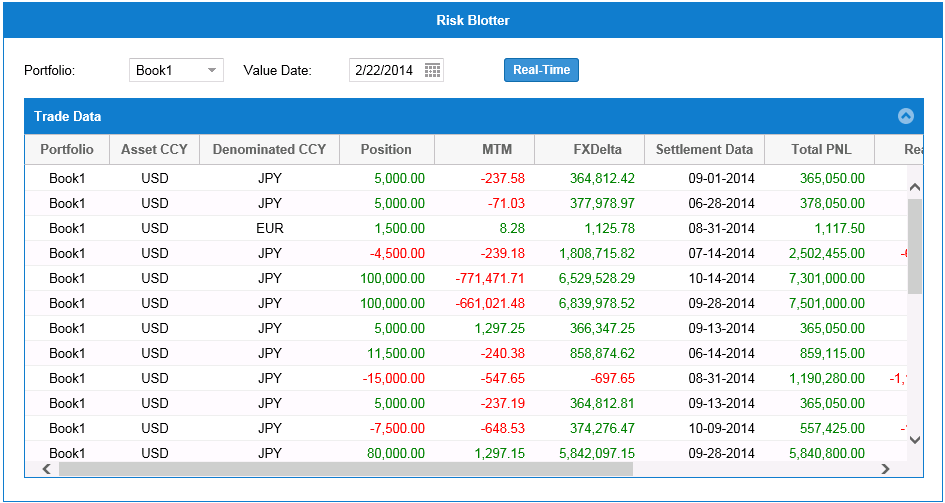 Risk Blotter
Portfolio: Book1 Value Date: 2/22/2014 Real-Time
Trade Data
Portfolio Asset CCY Denominated CCY Position MTM FXDelta Settlement Data Total PNL
Book1 USD JPY 5,000.00 -237.58 364,812.42 09-01-2014 365,050.00
Book1 USD JPY 5,000.00 -71.03 377,978.97 06-28-2014 378,050.00
Book1 USD EUR 1,500.00 8.28 1,125.78 08-31-2014 1,117.50
Book1 USD JPY -4,500.00 -239.18 1,808,715.82 07-14-2014 2,502,455.00
Book1 USD JPY 100,000.00 -771,471.71 6,529,528.29 10-14-2014 7,301,000.00
Book1 USD JPY 100,000.00 -661,021.48 6,839,978.52 09-28-2014 7,501,000.00
Book1 USD JPY 5,000.00 1,297.25 366,347.25 09-13-2014 365,050.00
Book1 USD JPY 11,500.00 -240.38 858,874.62 06-14-2014 859,115.00
Book1 USD JPY -15,000.00 -547.65 -697.65 08-31-2014 1,190,280.00
Book1 USD JPY 5,000.00 -237.19 364,812.81 09-13-2014 365,050.00
Book1 USD JPY -7,500.00 -648.53 374,276.47 10-09-2014 557,425.00
Book1 USD JPY 80,000.00 1,297.15 5,842,097.15 09-28-2014 5,840,800.00